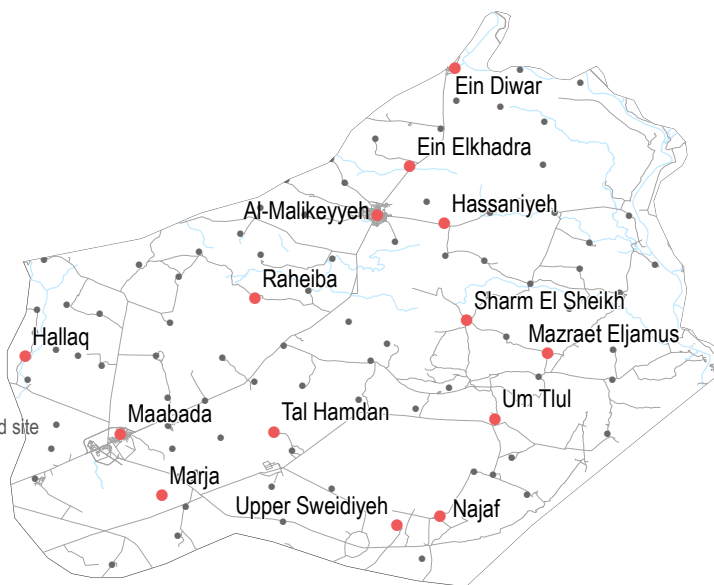 Ein Diwar
Ein Elkhadra
Al-Malikeyyeh
Hassaniyeh
Raheiba
Sharm El Sheikh
Hallaq
Mazraet Eljamus
Maabada
Tal Hamdan
Um Tlul
d site
Marja
Upper Sweidiyeh
Najaf